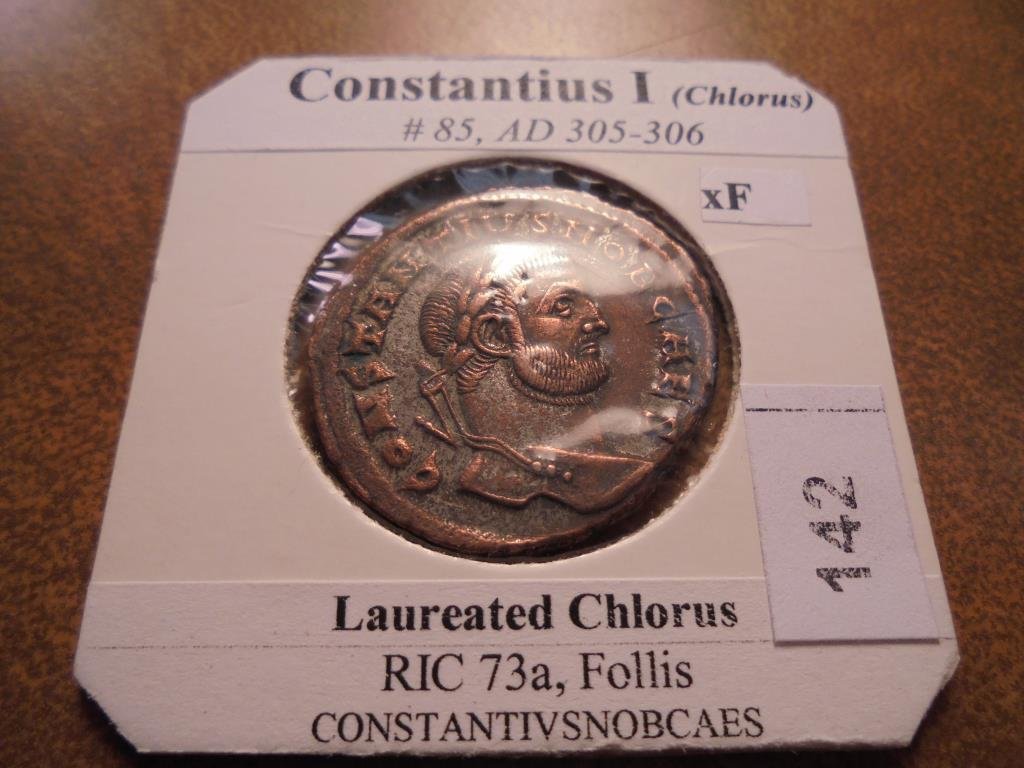 Constantius I (Chlorus)
# 85, AD 305-306
xF
142
Laureated Chlorus
RIC 73a, Follis
CONSTANTIVSNOBCAES